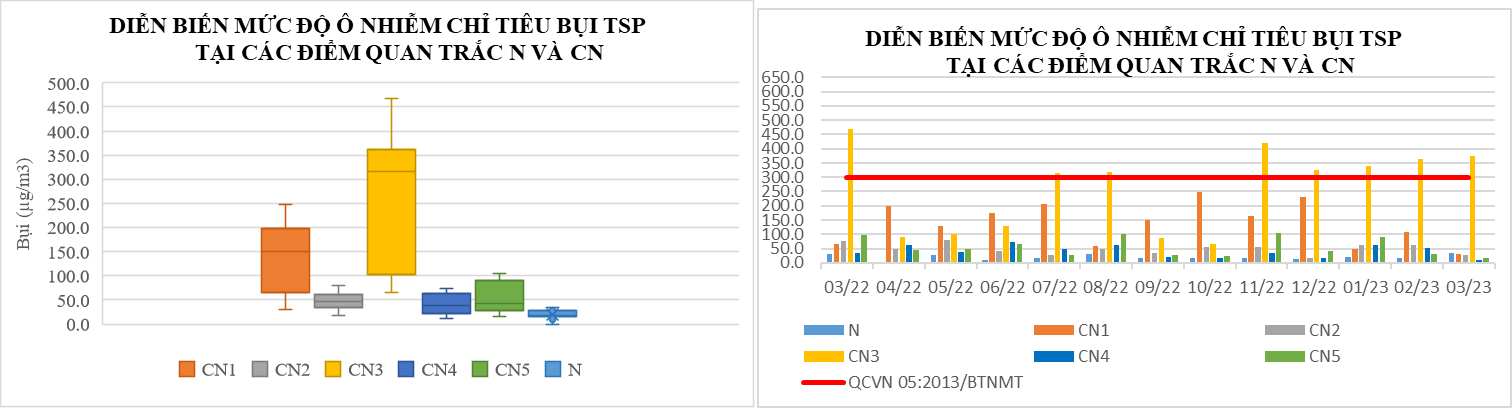 DIỄN BIẾN MỨC ĐỘ Ô NHIỄM CHỈ TIÊU BỤI TSP
TẠI CÁC ĐIỂM QUAN TRẮC N VÀ CN
500.0
450.0
400.0
350.0
300.0
250.0
200.0
150.0
100.0
50.0
0.0
Bụi (µg/m3)
CN1 CN2 CN3 CN4 CN5 N
DIỄN BIẾN MỨC ĐỘ Ô NHIỄM CHỈ TIÊU BỤI TSP
TẠI CÁC ĐIỂM QUAN TRẮC N VÀ CN
650.0
600.0
550.0
500.0
450.0
400.0
350.0
300.0
250.0
200.0
150.0
100.0
50.0
0.0
03/22 04/22 05/22 06/22 07/22 08/22 09/22 10/22 11/22 12/22 01/23 02/23 03/23
N CN1 CN2
CN3 CN4 CN5
QCVN 05:2013/BTNMT